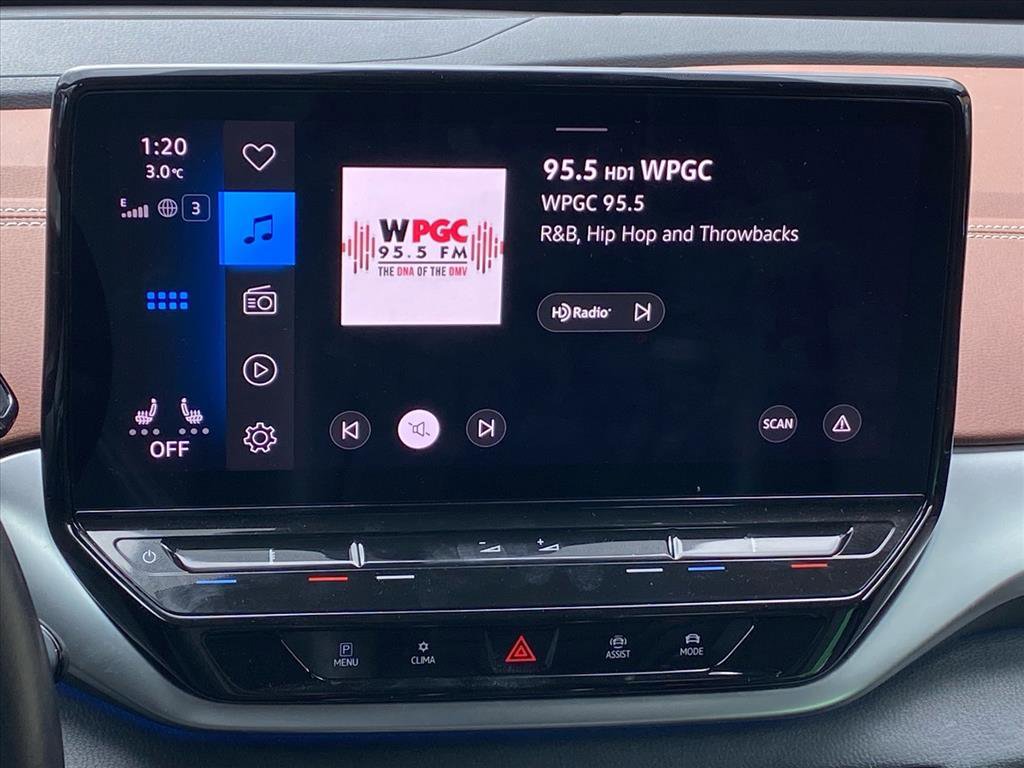 1:20
3.0°C
E
3
OFF
WPGC
95.5 FM
THE DNA OF THE DMV
95.5 HD1 WPGC
WPGC 95.5
R&B, Hip Hop and Throwbacks
HD Radio
SCAN
- +
P
MENU
CLIMA
ASSIST
MODE